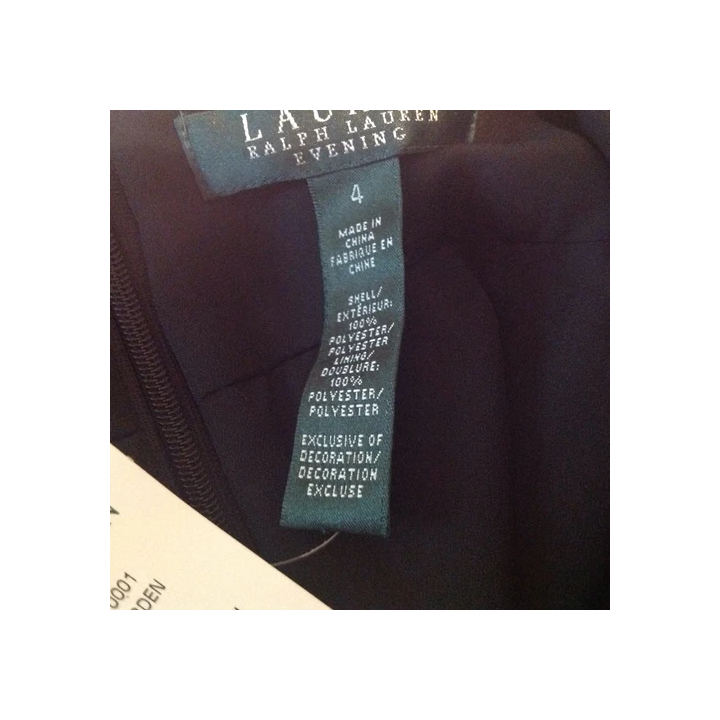 RALPH LAUREN
EVENING
4
MADE IN
CHINA
FABRIQUE EN
CHINE
SHELL/
EXTÉRIEUR:
100%
POLYESTER/
POLYESTER
LINING/
DOUBLURE:
100%
POLYESTER/
POLYESTER
EXCLUSIVE OF
DECORATION/
DECORATION
EXCLUSE